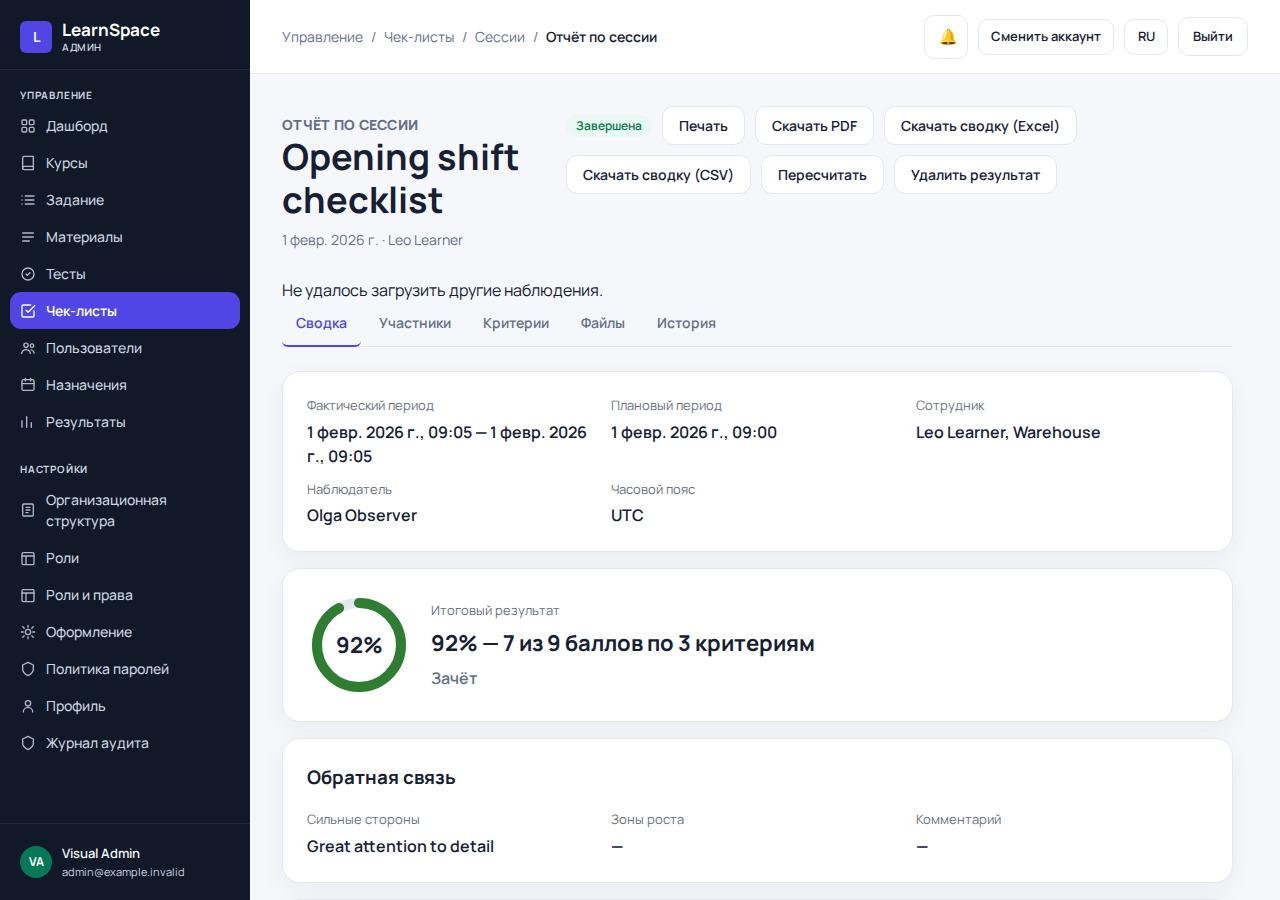 L
LearnSpace
АДМИН
Управление / Чек-листы / Сессии / Отчёт по сессии
Сменить аккаунт
RU
Выйти
УПРАВЛЕНИЕ
Дашборд
Курсы
Задание
Материалы
Тесты
Чек-листы
Пользователи
Назначения
Результаты
НАСТРОЙКИ
Организационная
структура
Роли
Роли и права
Оформление
Политика паролей
Профиль
Журнал аудита
VA
Visual Admin
admin@example.invalid
ОТЧЁТ ПО СЕССИИ
Opening shift
checklist
1 февр. 2026 г. · Leo Learner
Завершена
Печать
Скачать PDF
Скачать сводку (Excel)
Скачать сводку (CSV)
Пересчитать
Удалить результат
Не удалось загрузить другие наблюдения.
Сводка
Участники
Критерии
Файлы
История
Фактический период
1 февр. 2026 г., 09:05 — 1 февр. 2026
г., 09:05
Плановый период
1 февр. 2026 г., 09:00
Сотрудник
Leo Learner, Warehouse
Наблюдатель
Olga Observer
Часовой пояс
UTC
92%
Итоговый результат
92% — 7 из 9 баллов по 3 критериям
Зачёт
Обратная связь
Сильные стороны
Great attention to detail
Зоны роста
—
Комментарий
—